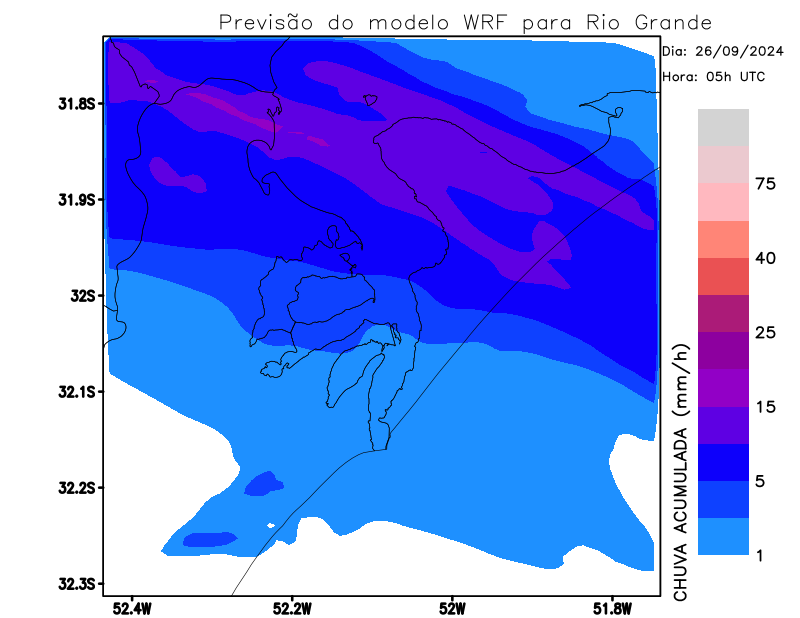 Previsão do modelo WRF para Rio Grande
Dia: 26/09/2024
Hora: 05h UTC
31.8S
31.9S
32S
32.1S
32.2S
32.3S
52.4W
52.2W
52W
51.8W
75
40
25
15
5
1
CHUVA ACUMULADA (mm/h)